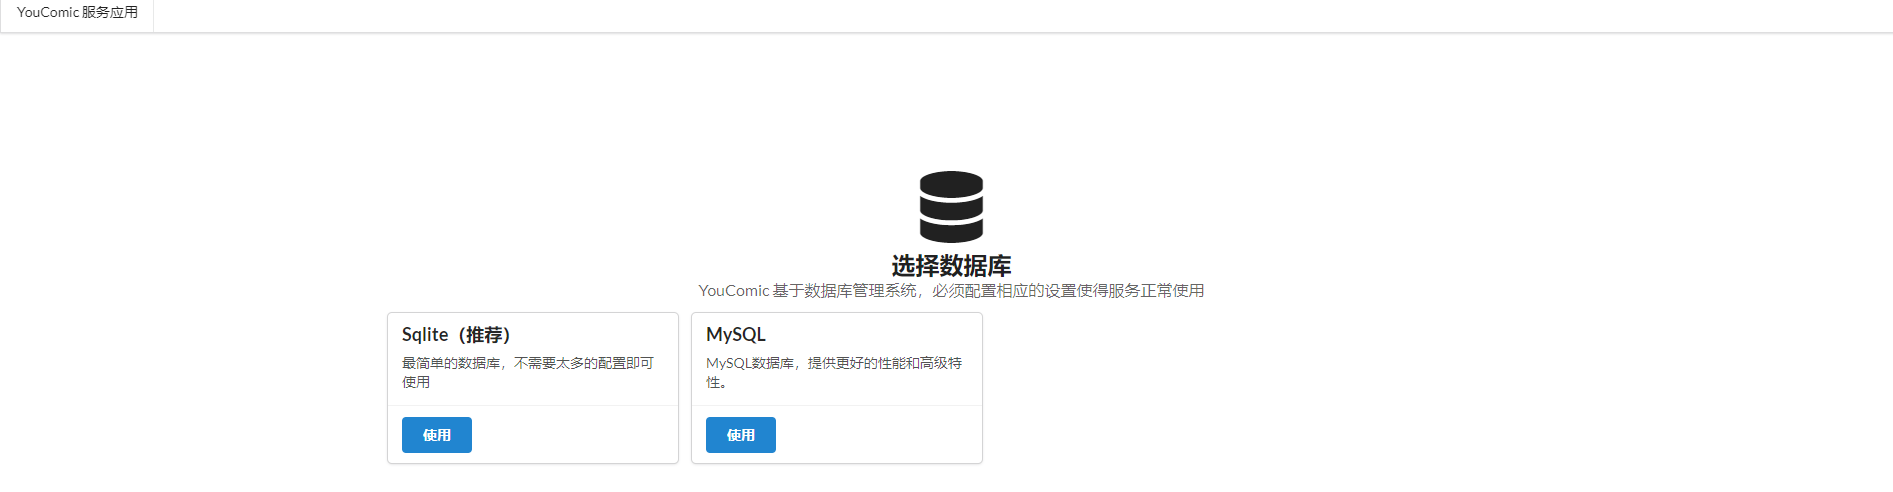 YouComic 服务应用
选择数据库
YouComic 基于数据库管理系统，必须配置相应的设置使得服务正常使用
Sqlite（推荐）
最简单的数据库，不需要太多的配置即可
使用
使用
MySQL
MySQL数据库，提供更好的性能和高级特
性。
使用